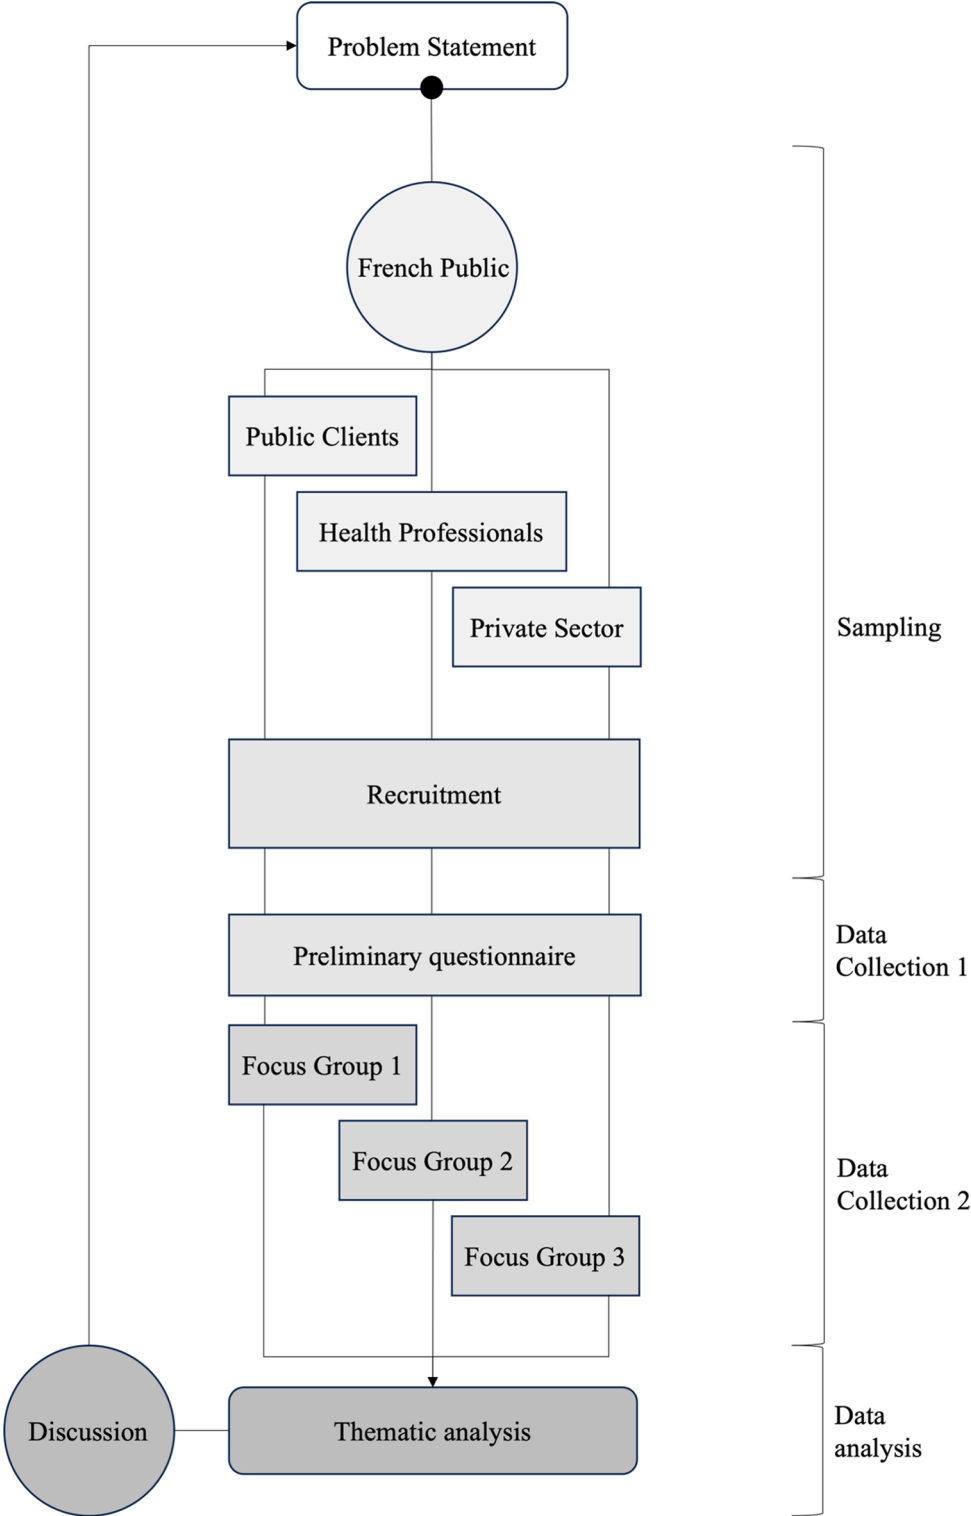 Problem Statement
French Public
Public Clients
Health Professionals
Private Sector
Sampling
Recruitment
Data
Collection 1
Preliminary questionnaire
Focus Group 1
Focus Group 2
Data
Collection 2
Focus Group 3
Discussion
Thematic analysis
Data
analysis